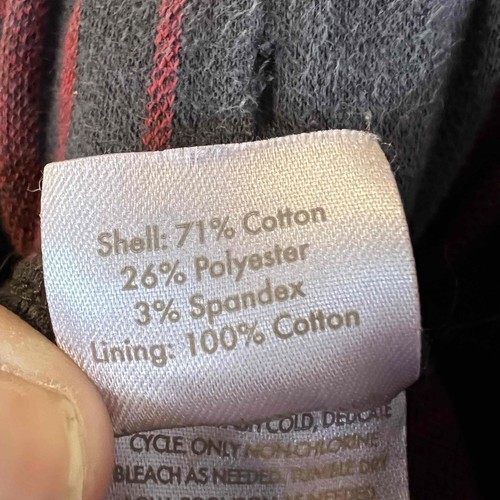 Shell: 71% Cotton
26% Polyester
3% Spandex
Lining: 100% Cotton
COLD, DELICATE
CYCLE. ONLY NON-CHLORINE
BLEACH AS NEEDED. TUMBLE DRY
NEEDED